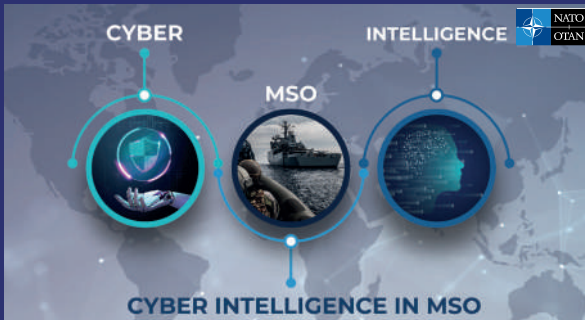 CYBER
INTELLIGENCE
NATO
OTAN
MSO
CYBER INTELLIGENCE IN MSO